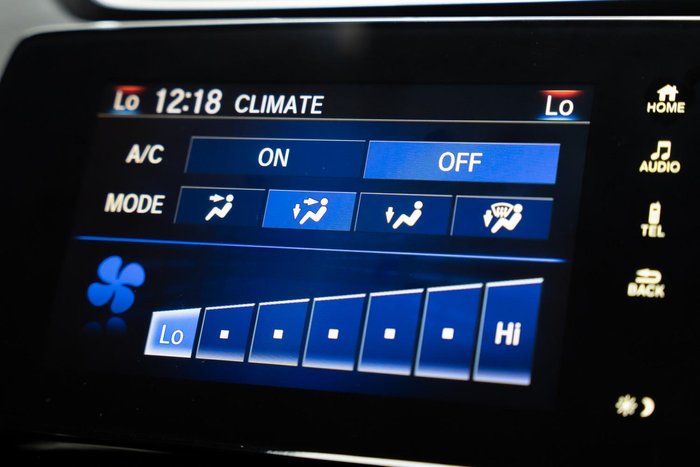 Lo 12:18 CLIMATE Lo
A/C ON OFF
MODE
Lo Hi
HOME
AUDIO
TEL
BACK